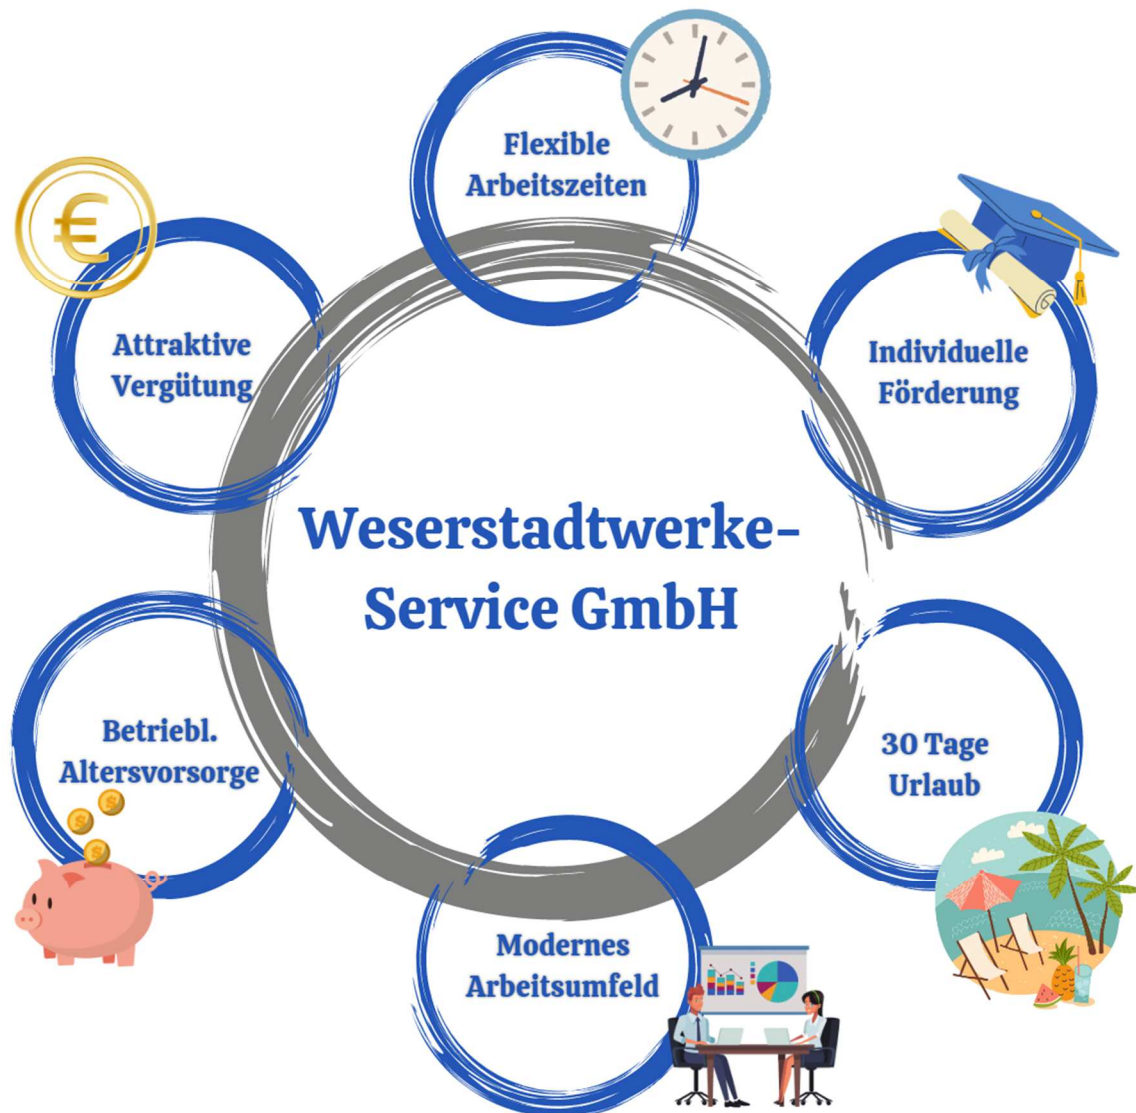 Flexible
Arbeitszeiten
Attraktive
Vergütung
Individuelle
Förderung
Weserstadtwerke-
Service GmbH
Betriebl.
Altersvorsorge
30 Tage
Urlaub
Modernes
Arbeitsumfeld